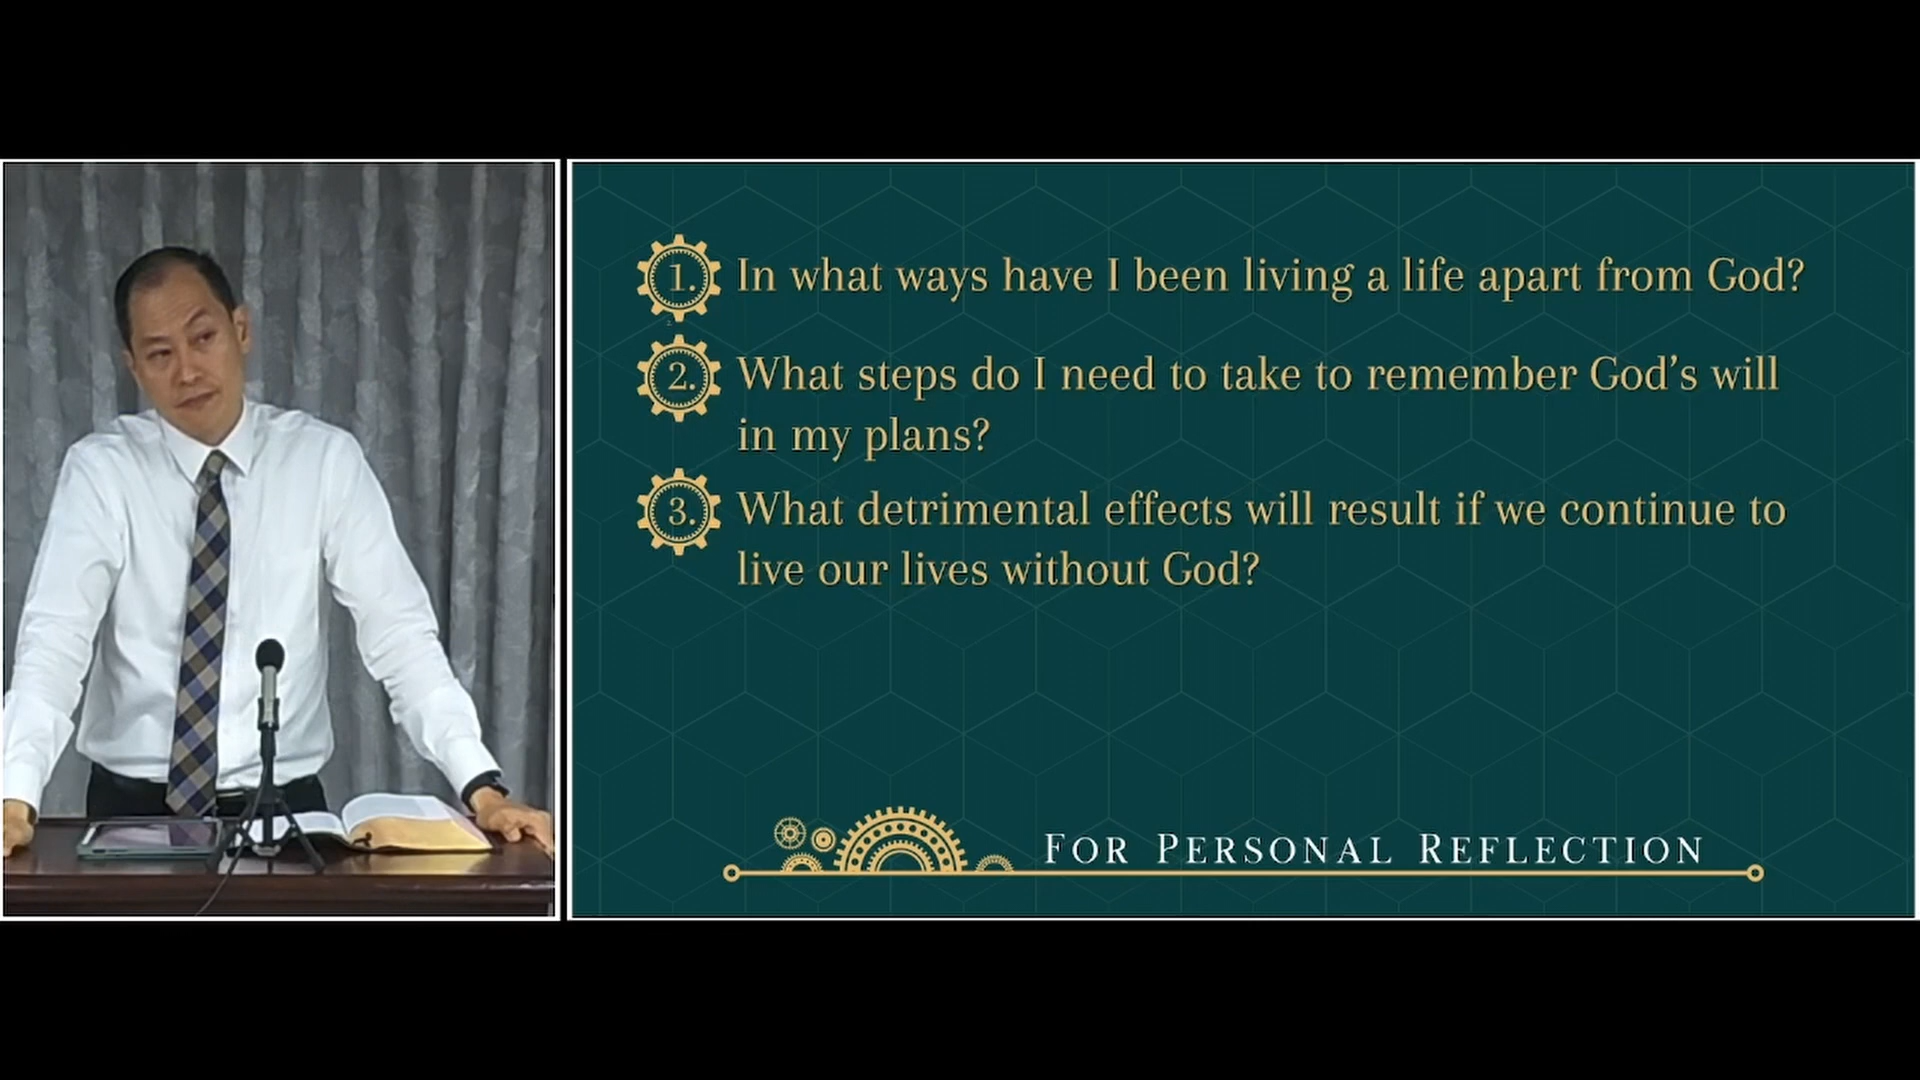 1. In what ways have I been living a life apart from God?
2. What steps do I need to take to remember God’s will
in my plans?
3. What detrimental effects will result if we continue to
live our lives without God?
FOR PERSONAL REFLECTION